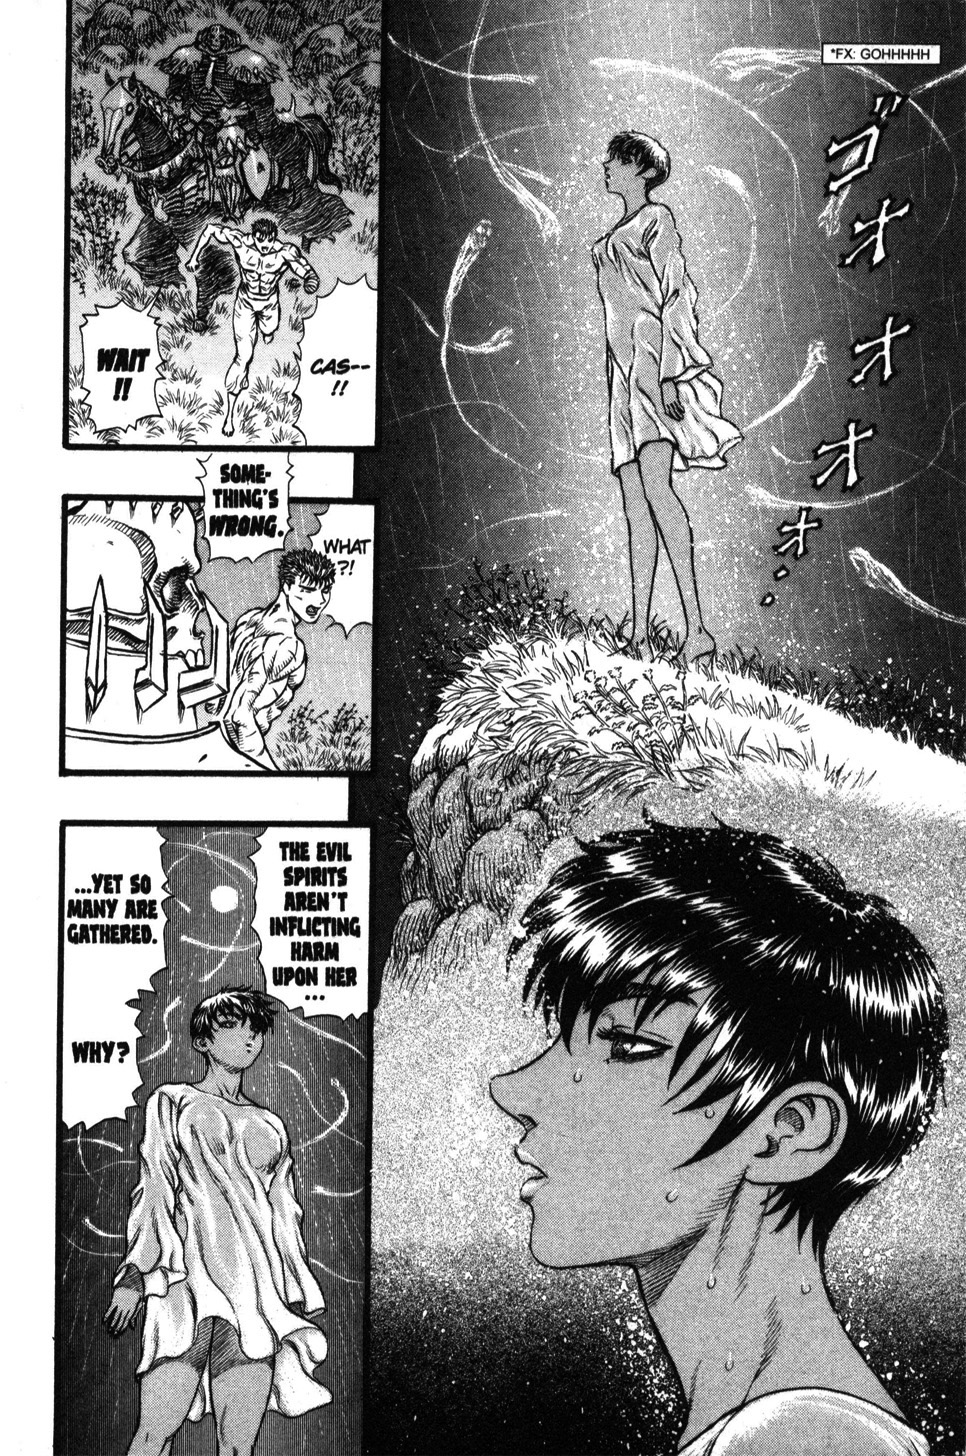 *FX: GOHHHHH
ゴオオオォ..
CAS--
!!
WAIT
!!
SOME-
THING'S
WRONG.
WHAT
?!
THE EVIL
SPIRITS
AREN'T
INFLICTING
HARM
UPON HER
...
...YET SO
MANY ARE
GATHERED.
WHY?